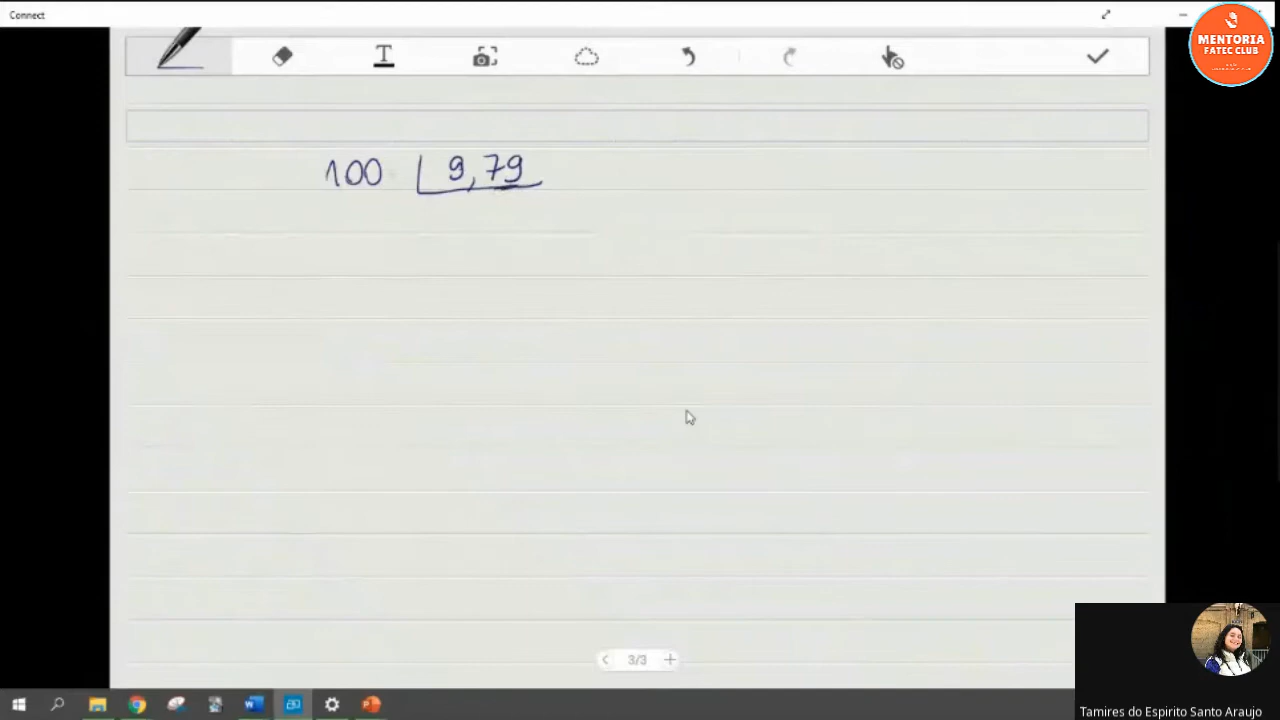 Connect
MENTORIA
FATEC CLUB
T
100 9,79
3/3
Tamires do Espirito Santo Araujo